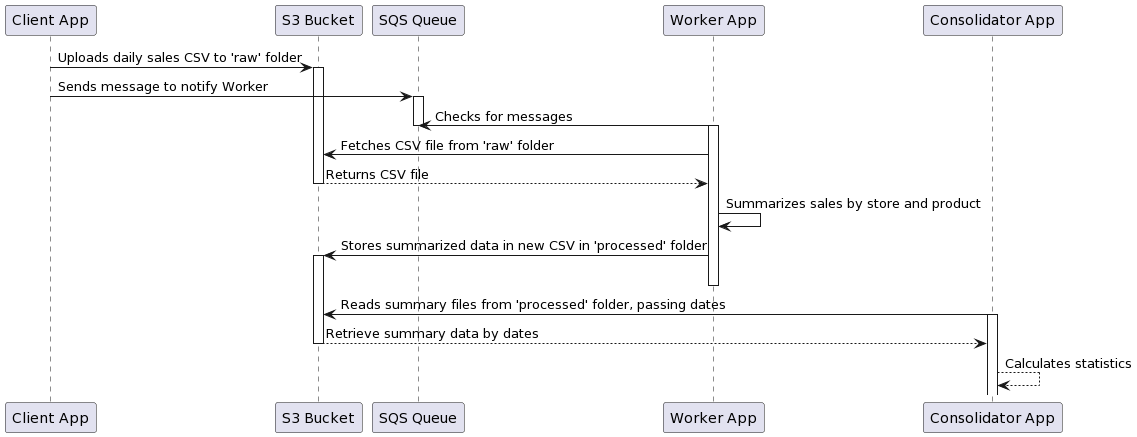 Client App
S3 Bucket
SQS Queue
Worker App
Consolidator App
Uploads daily sales CSV to 'raw' folder
Sends message to notify Worker
Checks for messages
Fetches CSV file from 'raw' folder
Returns CSV file
Summarizes sales by store and product
Stores summarized data in new CSV in 'processed' folder
Reads summary files from 'processed' folder, passing dates
Retrieve summary data by dates
Calculates statistics
Client App
S3 Bucket
SQS Queue
Worker App
Consolidator App